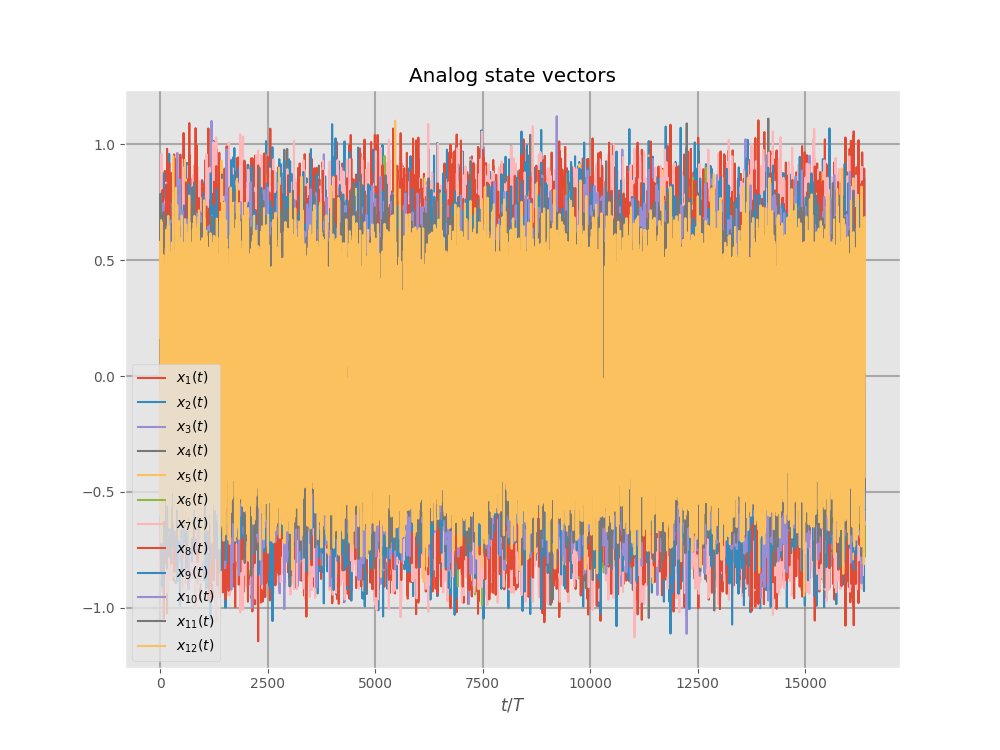 Analog state vectors
1.0
0.5
0.0
−0.5
−1.0
x₁(t)
x₂(t)
x₃(t)
x₄(t)
x₅(t)
x₆(t)
x₇(t)
x₈(t)
x₉(t)
x₁₀(t)
x₁₁(t)
x₁₂(t)
0 2500 5000 7500 10000 12500 15000
t/T